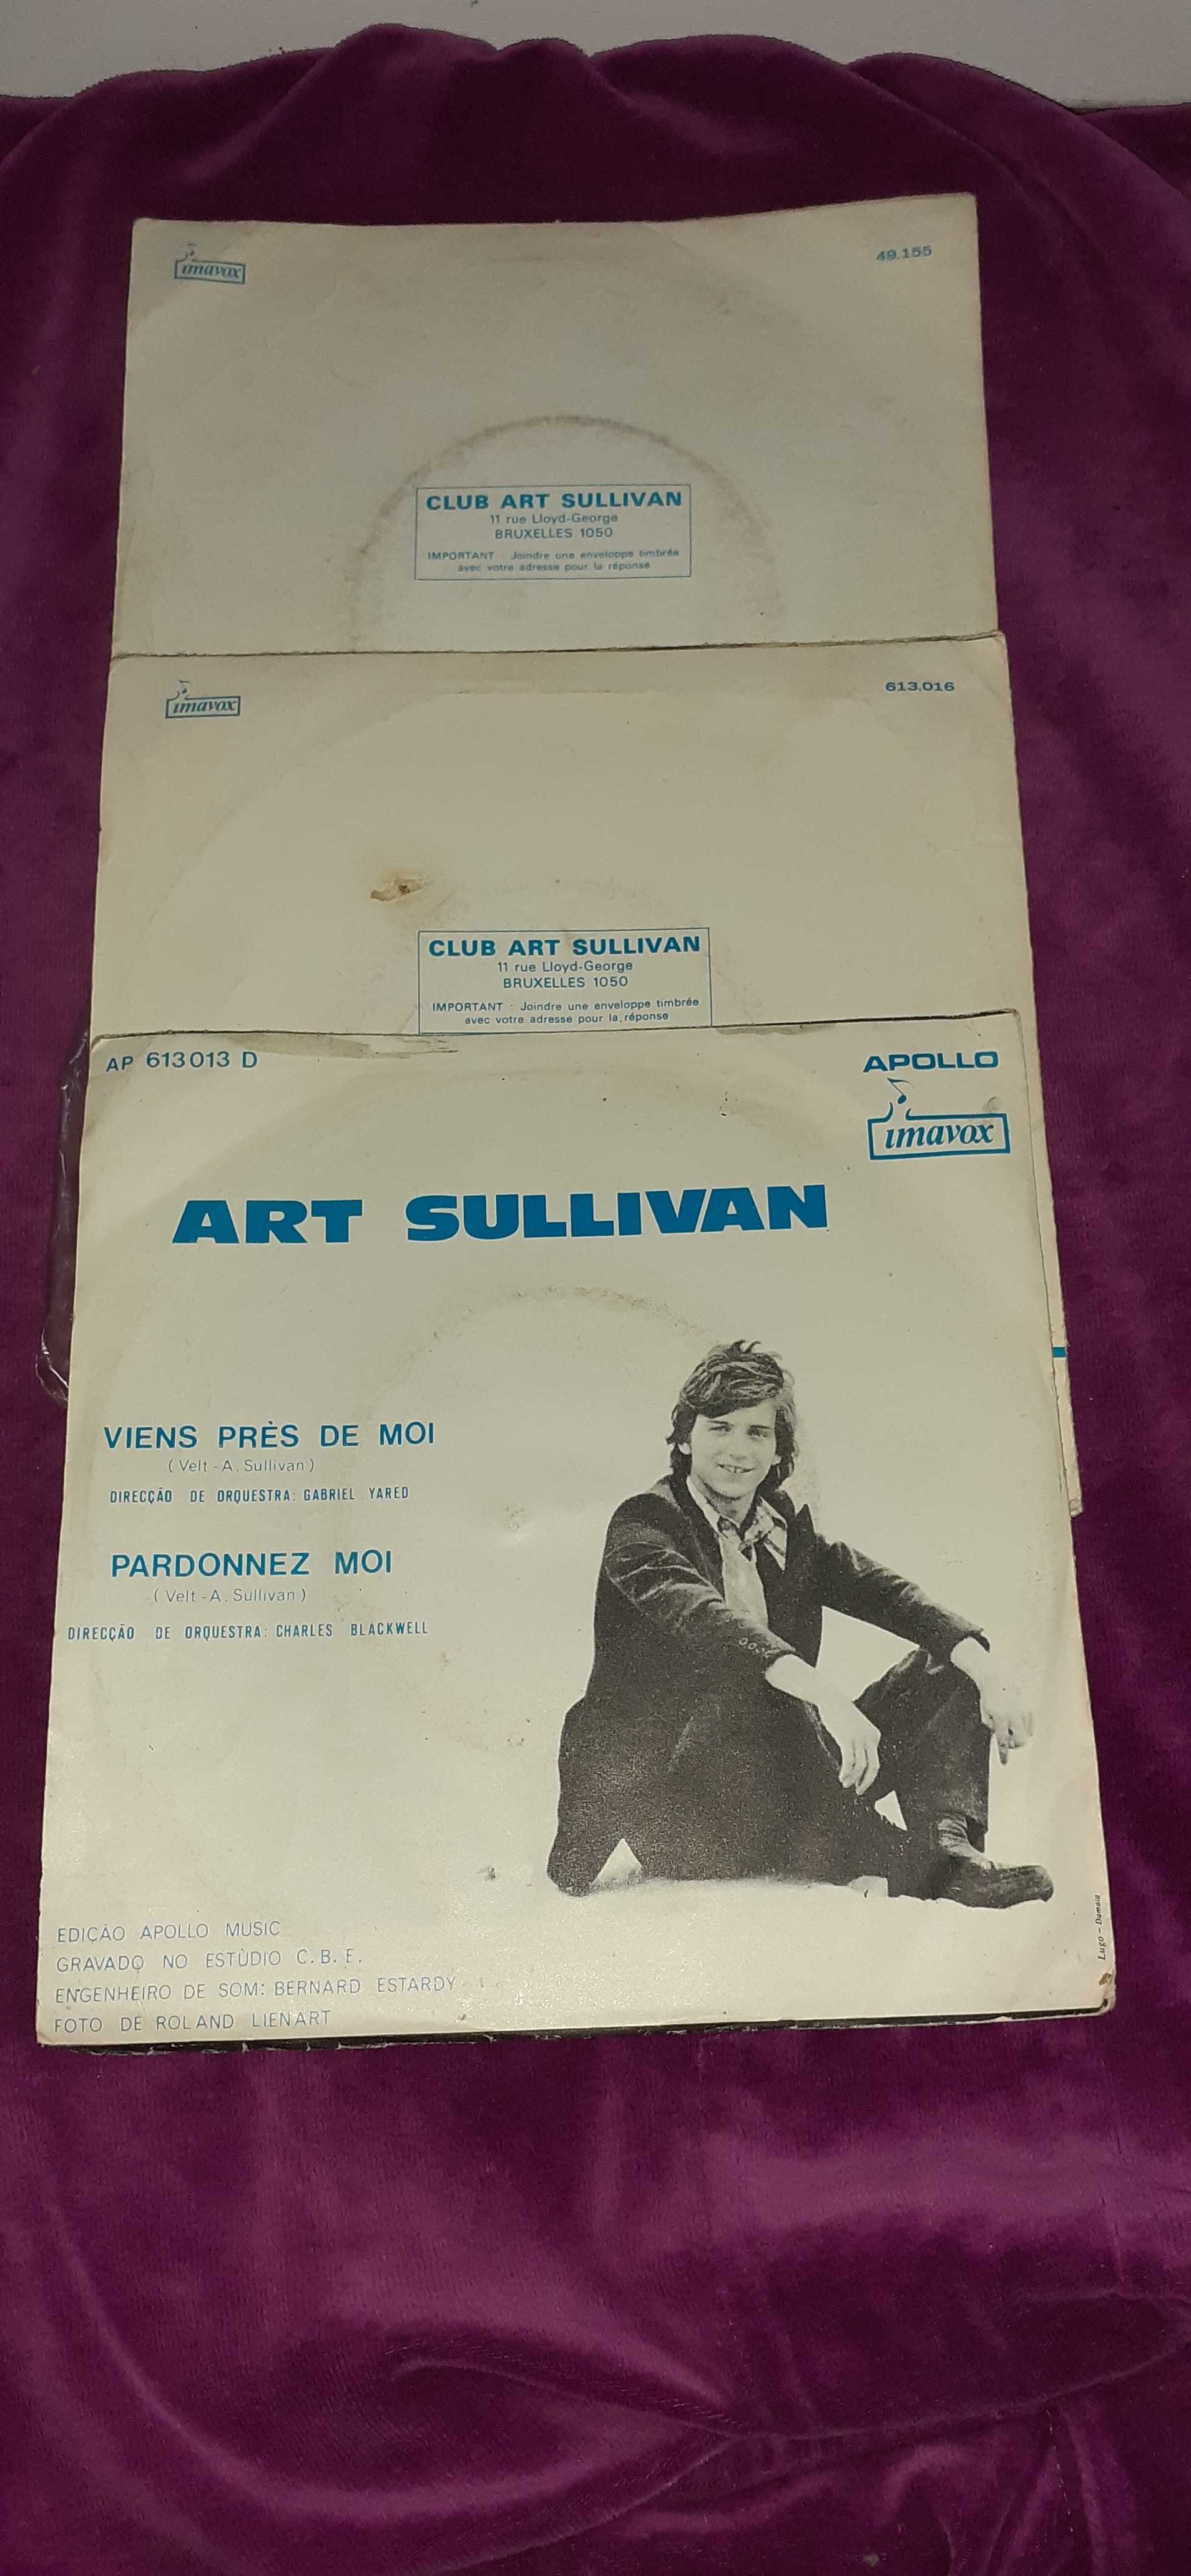 imavox
49.155
CLUB ART SULLIVAN
11 rue Lloyd-George
BRUXELLES 1050
IMPORTANT : Joindre une enveloppe timbrée
avec votre adresse pour la réponse
imavox
613.016
CLUB ART SULLIVAN
11 rue Lloyd-George
BRUXELLES 1050
IMPORTANT : Joindre une enveloppe timbrée
avec votre adresse pour la réponse
AP 613013 D
APOLLO
imavox
ART SULLIVAN
VIENS PRÈS DE MOI
( Velt - A. Sullivan )
DIRECÇÃO DE ORQUESTRA: GABRIEL YARED
PARDONNEZ MOI
( Velt - A. Sullivan )
DIRECÇÃO DE ORQUESTRA: CHARLES BLACKWELL
EDIÇÃO APOLLO MUSIC
GRAVADO NO ESTÙDIO C.B.E.
ENGENHEIRO DE SOM: BERNARD ESTARDY
FOTO DE ROLAND LIENART
Lugo - Damaia